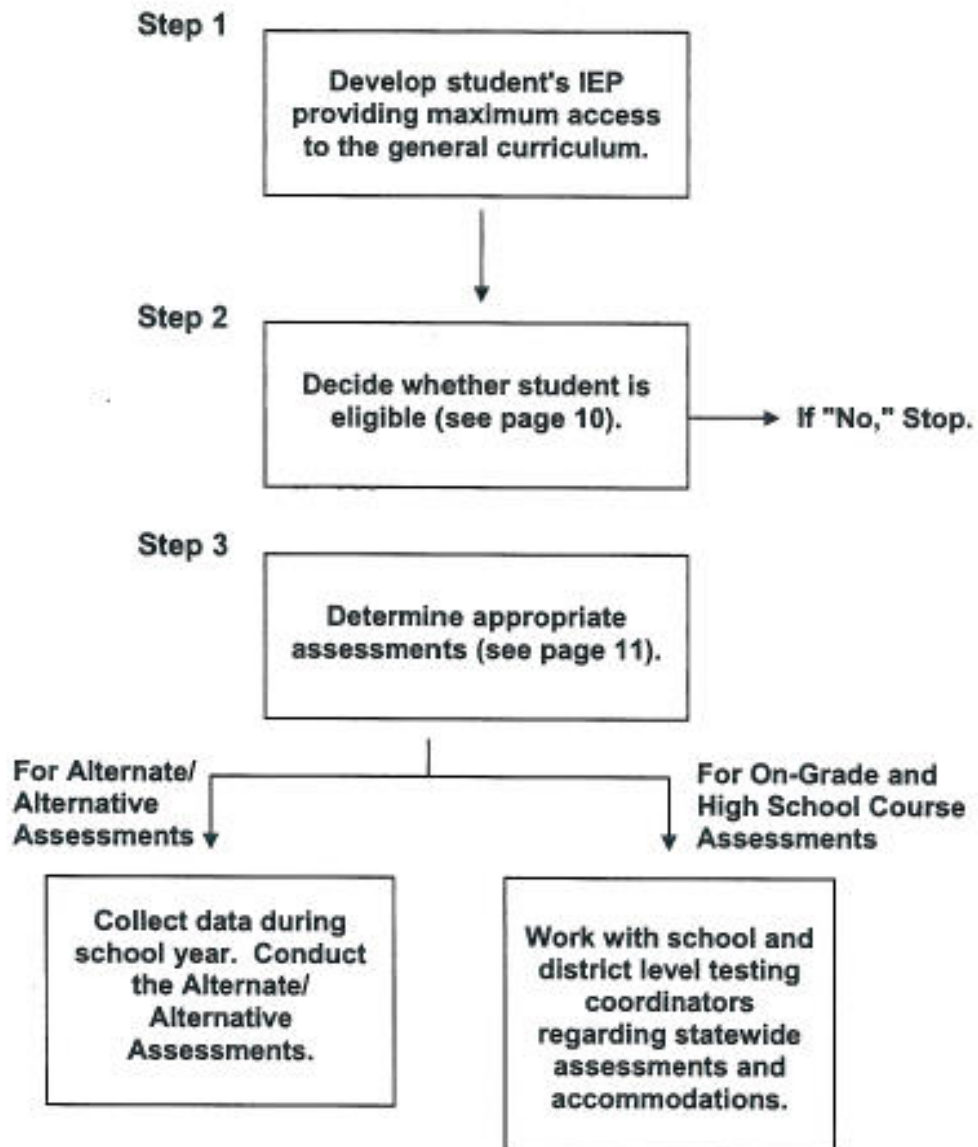 Step 1
Develop student's IEP
providing maximum access
to the general curriculum.
Step 2
Decide whether student is
eligible (see page 10).
If "No," Stop.
Step 3
Determine appropriate
assessments (see page 11).
For Alternate/
Alternative
Assessments
For On-Grade and
High School Course
Assessments
Collect data during
school year. Conduct
the Alternate/
Alternative
Assessments.
Work with school and
district level testing
coordinators
regarding statewide
assessments and
accommodations.